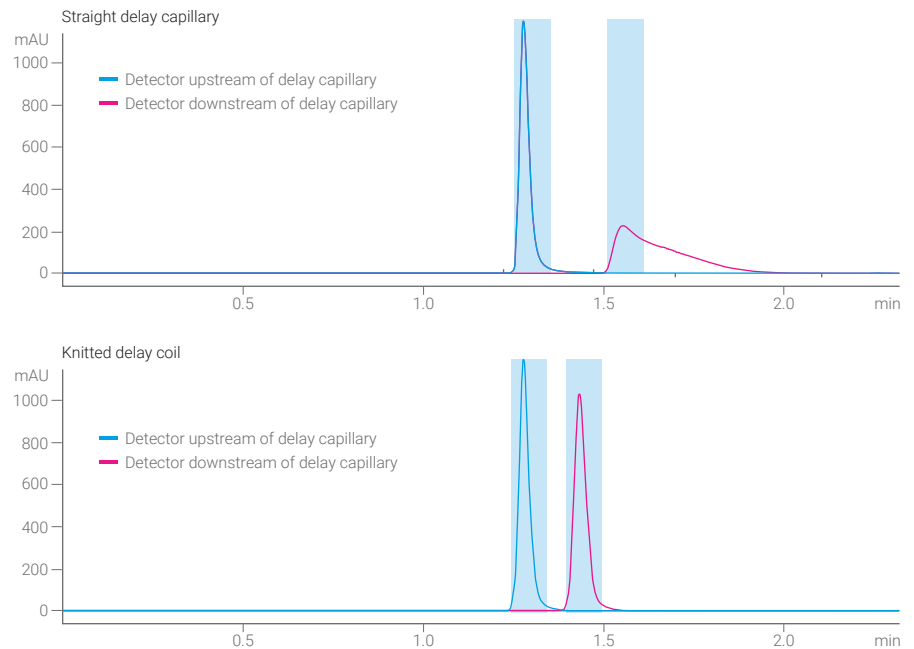 Straight delay capillary
mAU
1000
Detector upstream of delay capillary
800
Detector downstream of delay capillary
600
400
200
0
0.5 1.0 1.5 2.0 min
Knitted delay coil
mAU
1000
Detector upstream of delay capillary
800
Detector downstream of delay capillary
600
400
200
0
0.5 1.0 1.5 2.0 min